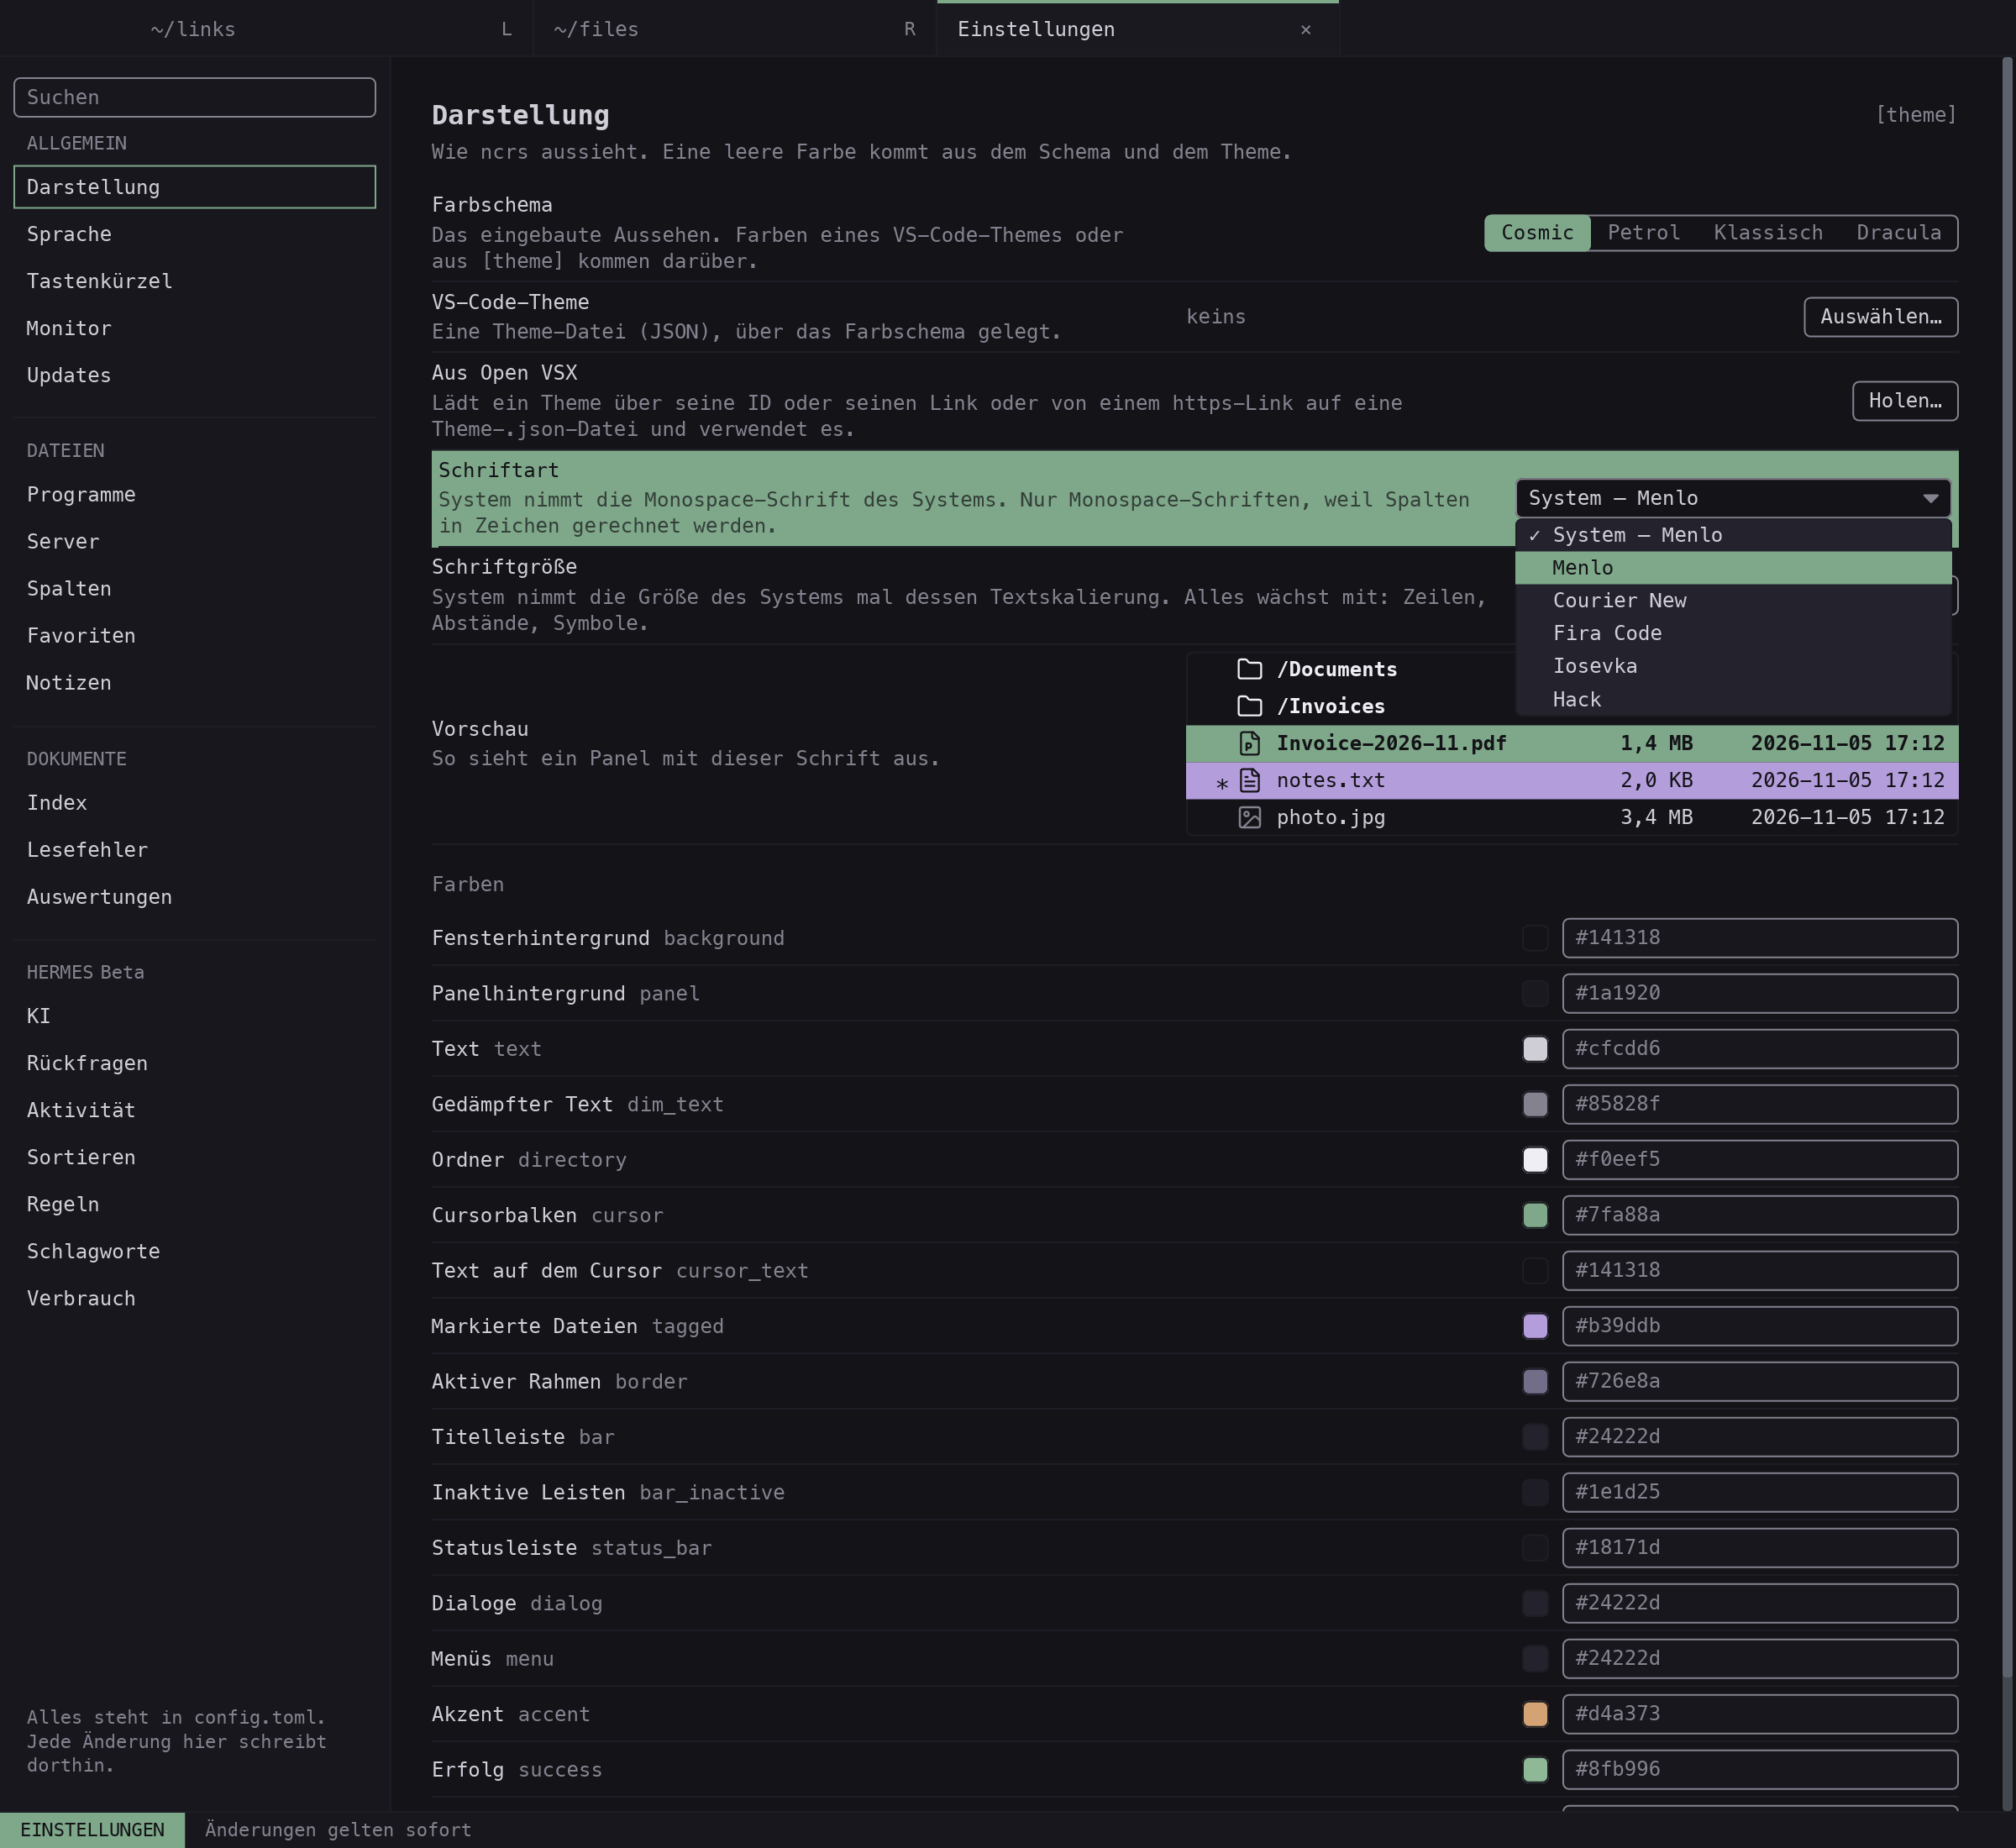 ~/links L ~/files R Einstellungen ×
Suchen
ALLGEMEIN
Darstellung
Sprache
Tastenkürzel
Monitor
Updates
DATEIEN
Programme
Server
Spalten
Favoriten
Notizen
DOKUMENTE
Index
Lesefehler
Auswertungen
HERMES Beta
KI
Rückfragen
Aktivität
Sortieren
Regeln
Schlagworte
Verbrauch
Alles steht in config.toml.
Jede Änderung hier schreibt
dorthin.
Darstellung [theme]
Wie ncrs aussieht. Eine leere Farbe kommt aus dem Schema und dem Theme.
Farbschema
Das eingebaute Aussehen. Farben eines VS-Code-Themes oder
aus [theme] kommen darüber.
Cosmic Petrol Klassisch Dracula
VS-Code-Theme
Eine Theme-Datei (JSON), über das Farbschema gelegt.
keins Auswählen…
Aus Open VSX
Lädt ein Theme über seine ID oder seinen Link oder von einem https-Link auf eine
Theme-.json-Datei und verwendet es.
Holen…
Schriftart
System nimmt die Monospace-Schrift des Systems. Nur Monospace-Schriften, weil Spalten
in Zeichen gerechnet werden.
System — Menlo
✓ System — Menlo
Menlo
Courier New
Fira Code
Iosevka
Hack
Schriftgröße
System nimmt die Größe des Systems mal dessen Textskalierung. Alles wächst mit: Zeilen,
Abstände, Symbole.
Vorschau
So sieht ein Panel mit dieser Schrift aus.
/Documents
/Invoices
Invoice-2026-11.pdf 1,4 MB 2026-11-05 17:12
* notes.txt 2,0 KB 2026-11-05 17:12
photo.jpg 3,4 MB 2026-11-05 17:12
Farben
Fensterhintergrund background #141318
Panelhintergrund panel #1a1920
Text text #cfcdd6
Gedämpfter Text dim_text #85828f
Ordner directory #f0eef5
Cursorbalken cursor #7fa88a
Text auf dem Cursor cursor_text #141318
Markierte Dateien tagged #b39ddb
Aktiver Rahmen border #726e8a
Titelleiste bar #24222d
Inaktive Leisten bar_inactive #1e1d25
Statusleiste status_bar #18171d
Dialoge dialog #24222d
Menüs menu #24222d
Akzent accent #d4a373
Erfolg success #8fb996
EINSTELLUNGEN Änderungen gelten sofort